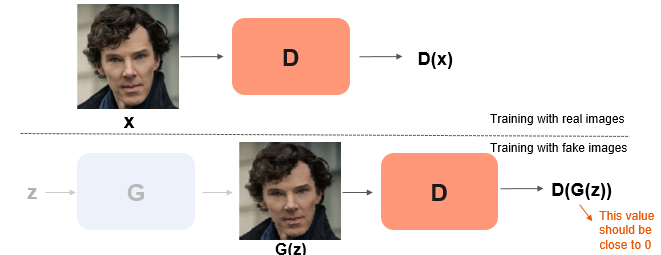 D
D(x)
x
Training with real images
Training with fake images
z
G
D
D(G(z))
G(z)
This value
should be
close to 0